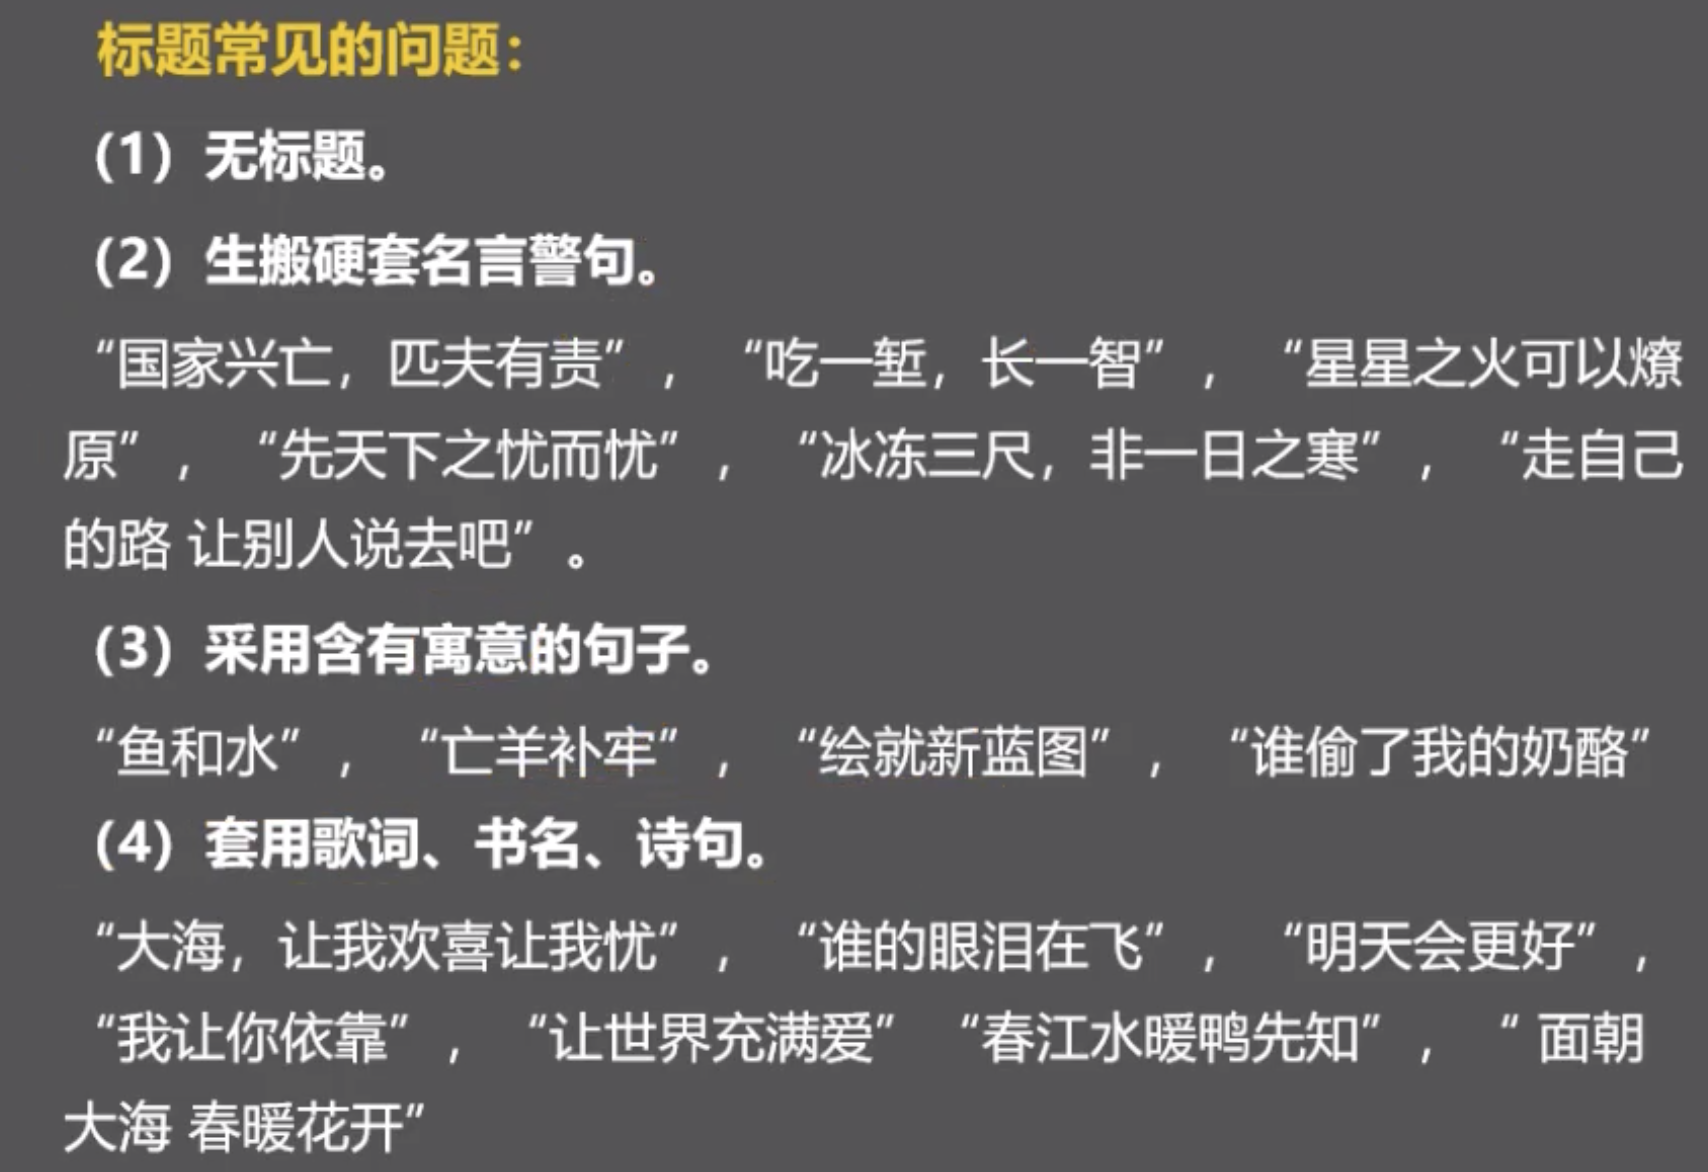 标题常见的问题：
（1）无标题。
（2）生搬硬套名言警句。
“国家兴亡，匹夫有责”，“吃一堑，长一智”，“星星之火可以燎
原”，“先天下之忧而忧”，“冰冻三尺，非一日之寒”，“走自己
的路 让别人说去吧”。
（3）采用含有寓意的句子。
“鱼和水”，“亡羊补牢”，“绘就新蓝图”，“谁偷了我的奶酪”
（4）套用歌词、书名、诗句。
“大海，让我欢喜让我忧”，“谁的眼泪在飞”，“明天会更好”，
“我让你依靠”，“让世界充满爱”“春江水暖鸭先知”，“ 面朝
大海 春暖花开”